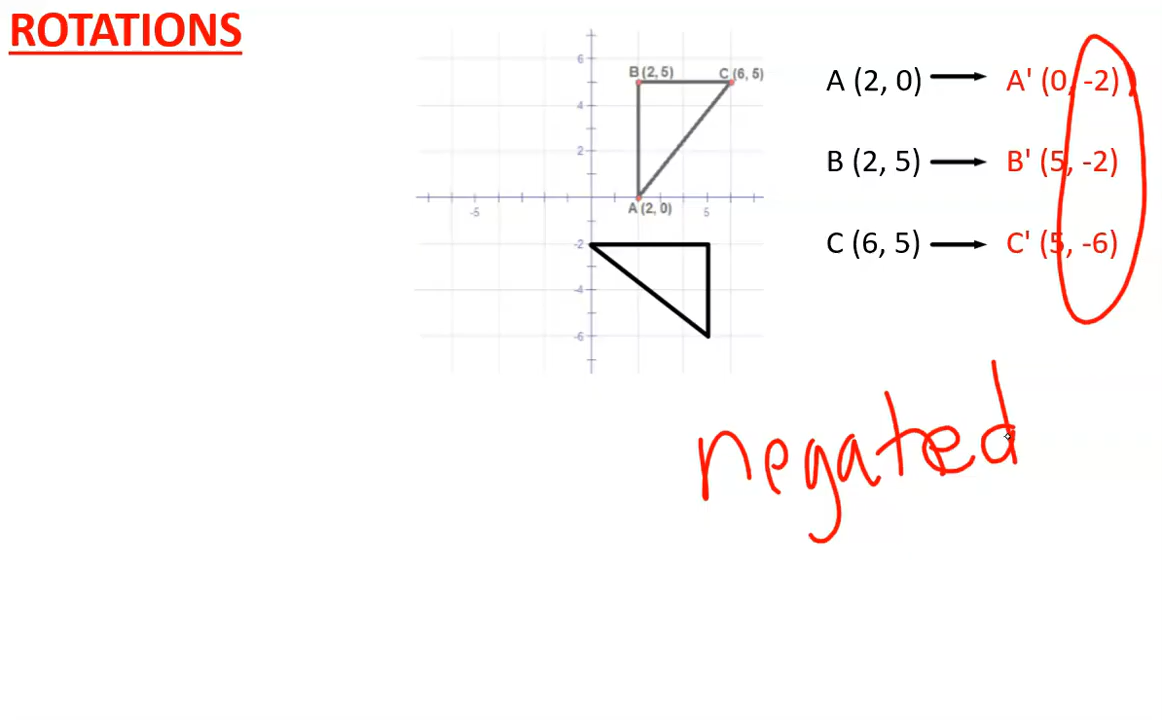 ROTATIONS
6
B (2, 5)
C (6, 5)
4
2
-5
A (2, 0)
5
-2
-4
-6
A (2, 0) → A' (0, -2)
B (2, 5) → B' (5, -2)
C (6, 5) → C' (5, -6)
negated